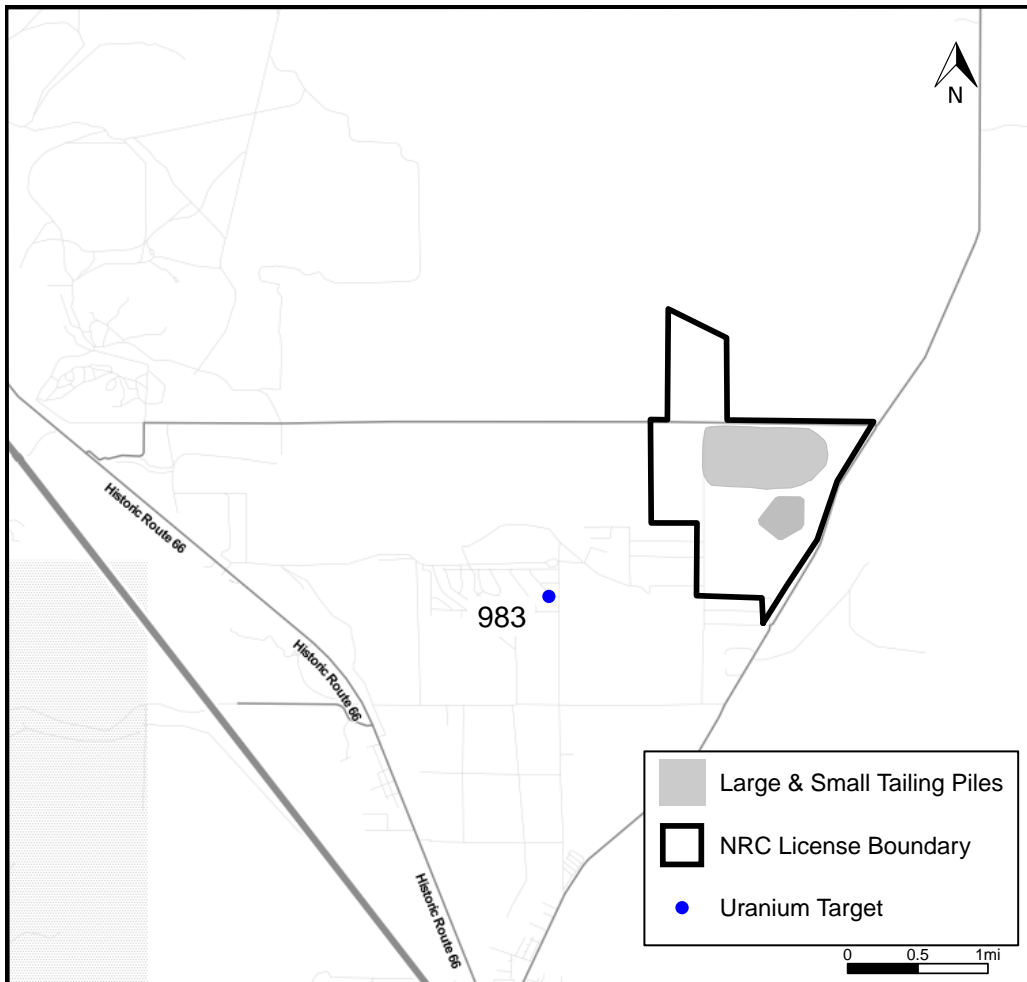 N
Historic Route 66
983
Historic Route 66
Historic Route 66
Large & Small Tailing Piles
NRC License Boundary
Uranium Target
0 0.5 1mi